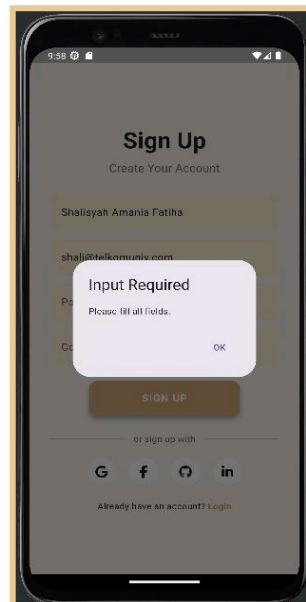 9:58
Sign Up
Create Your Account
Shalisyah Amania Fatiha
shali@telkomuniv.com
Input Required
Please fill all fields.
OK
SIGN UP
or sign up with
G f in
Already have an account? Login